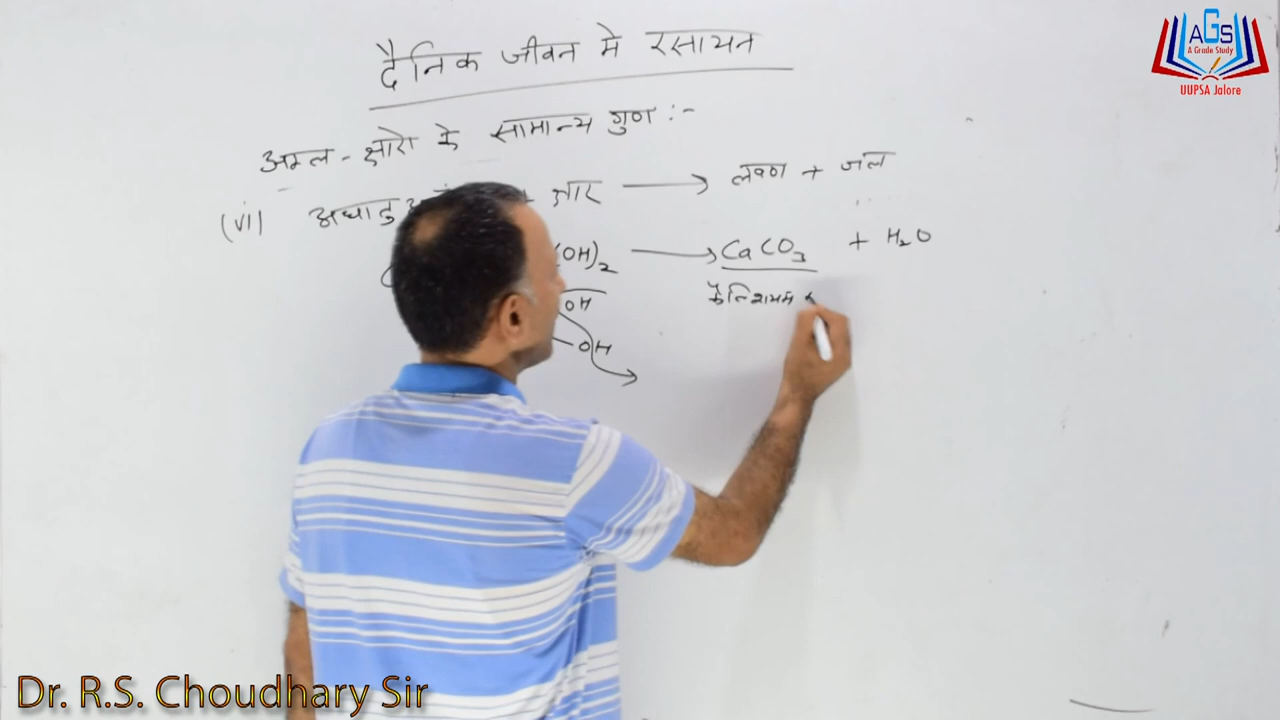 दैनिक जीवन मे रसायन
अम्ल - क्षारो के सामान्य गुण :-
(vi) अधातु क्षार ⟶ लवण + जल
(OH)₂ ⟶ CaCO₃ + H₂O
OH
कैल्शियम
- OH
AGS
A Grade Study
UUPSA Jalore
Dr. R.S. Choudhary Sir